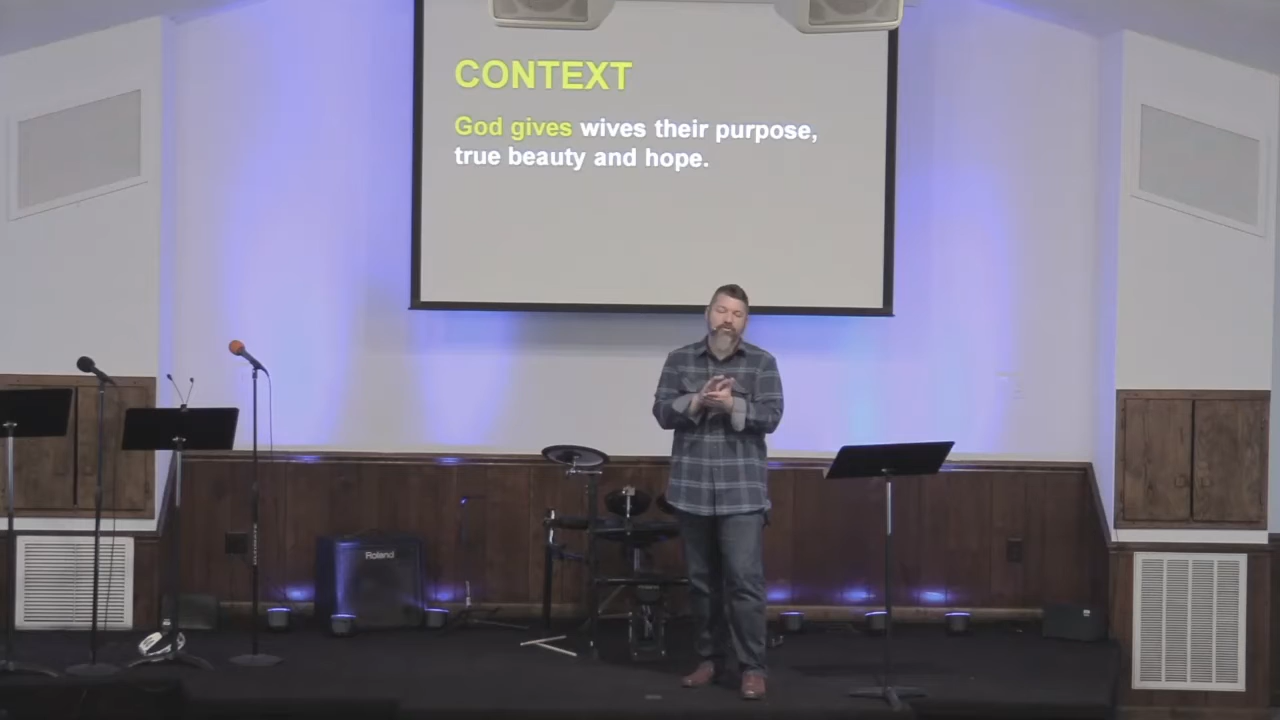 CONTEXT
God gives wives their purpose,
true beauty and hope.
Roland